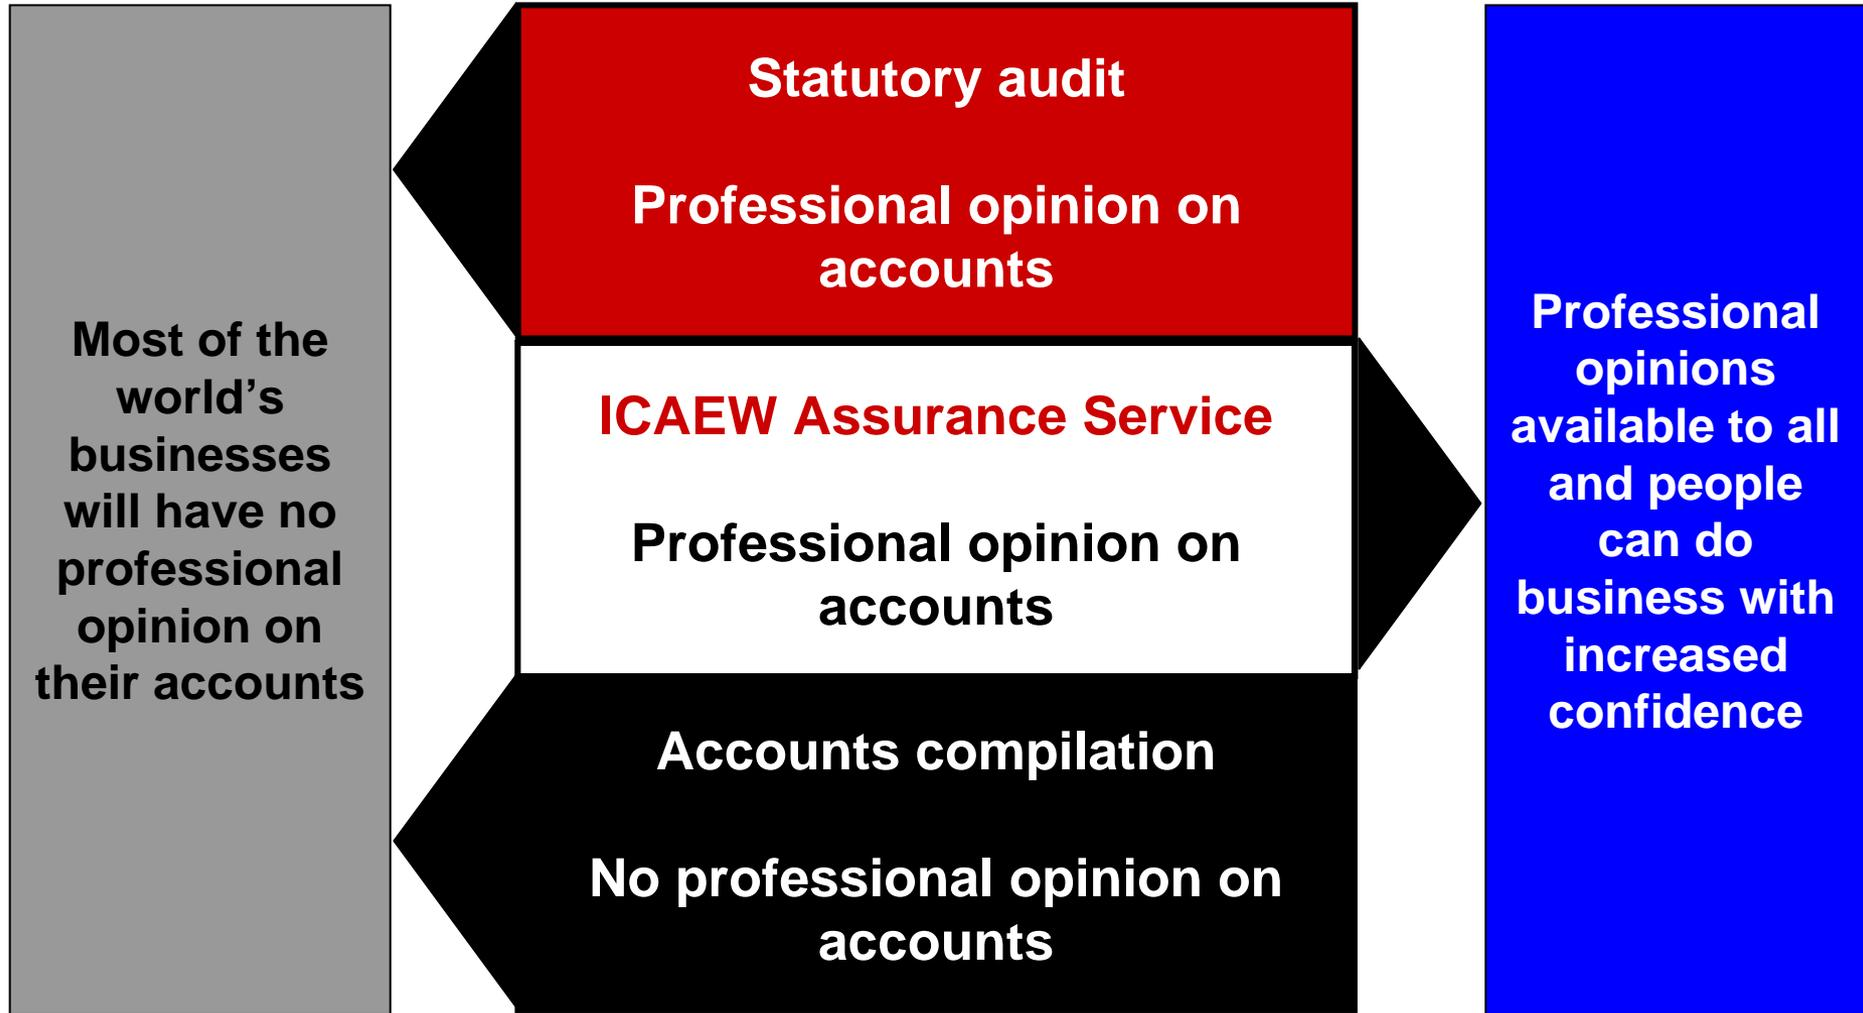 Most of the
world’s
businesses
will have no
professional
opinion on
their accounts
Statutory audit
Professional opinion on
accounts
ICAEW Assurance Service
Professional opinion on
accounts
Accounts compilation
No professional opinion on
accounts
Professional
opinions
available to all
and people
can do
business with
increased
confidence